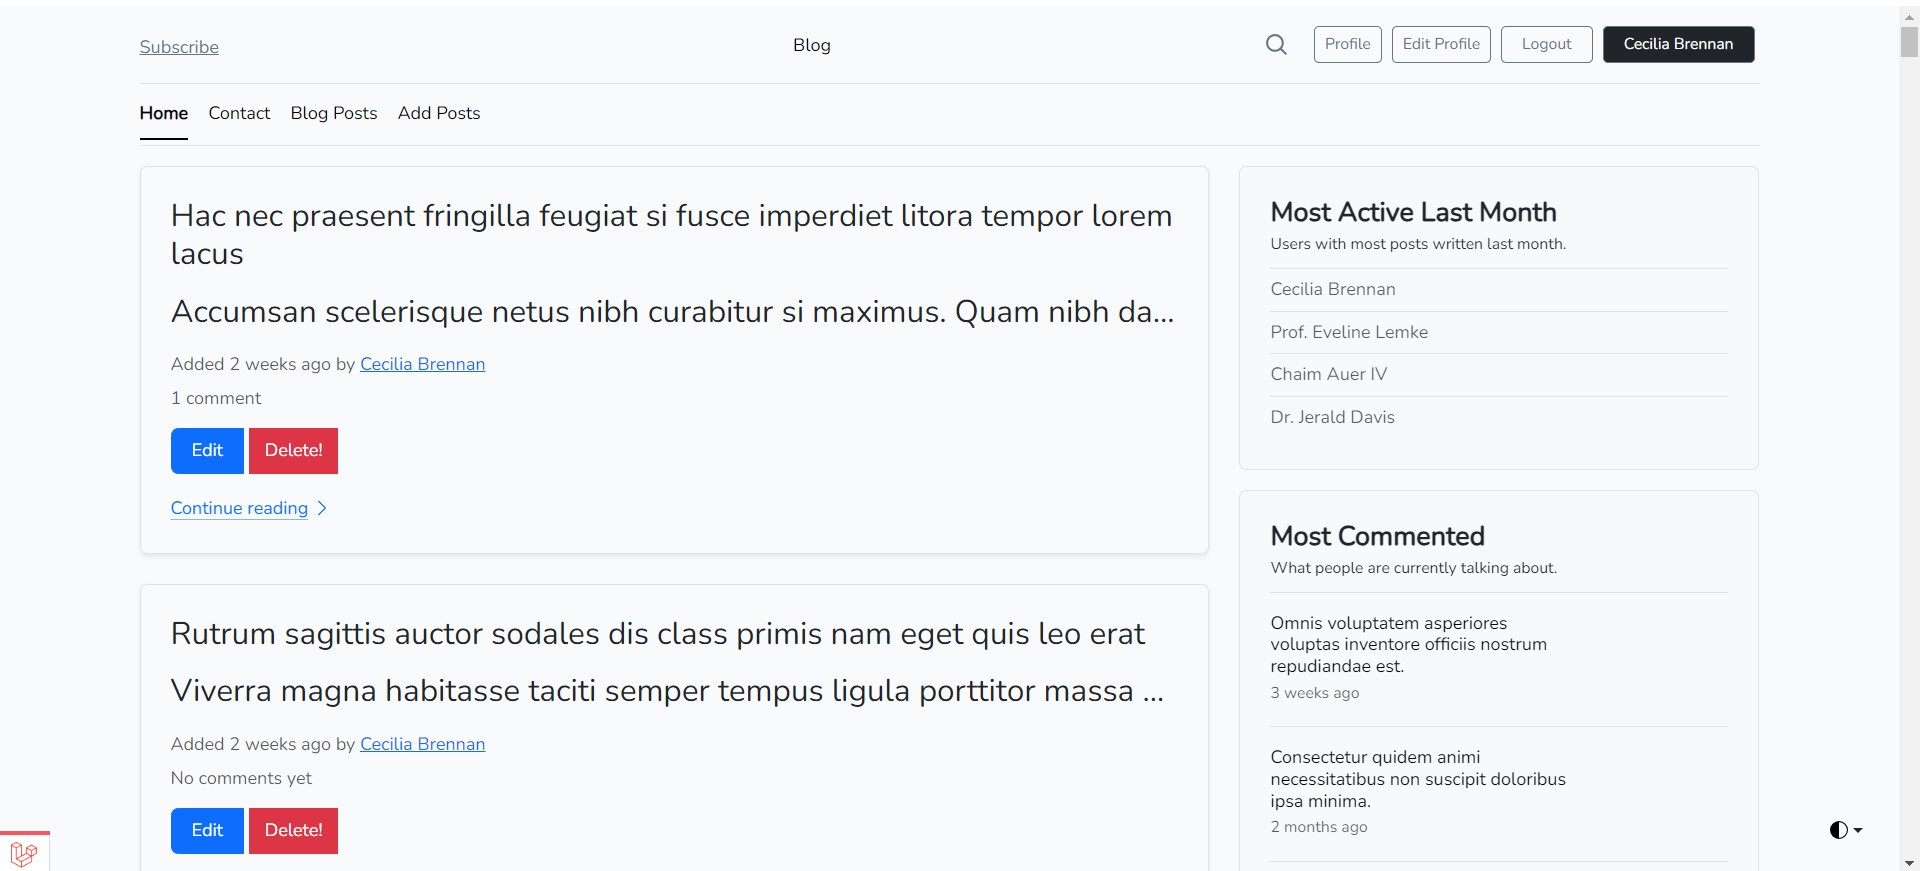 Subscribe
Blog
Profile
Edit Profile
Logout
Cecilia Brennan
Home
Contact
Blog Posts
Add Posts
Hac nec praesent fringilla feugiat si fusce imperdiet litora tempor lorem
lacus
Accumsan scelerisque netus nibh curabitur si maximus. Quam nibh da...
Added 2 weeks ago by Cecilia Brennan
1 comment
Edit
Delete!
Continue reading
Rutrum sagittis auctor sodales dis class primis nam eget quis leo erat
Viverra magna habitasse taciti semper tempus ligula porttitor massa ...
Added 2 weeks ago by Cecilia Brennan
No comments yet
Edit
Delete!
Most Active Last Month
Users with most posts written last month.
Cecilia Brennan
Prof. Eveline Lemke
Chaim Auer IV
Dr. Jerald Davis
Most Commented
What people are currently talking about.
Omnis voluptatem asperiores
voluptas inventore officiis nostrum
repudiandae est.
3 weeks ago
Consectetur quidem animi
necessitatibus non suscipit doloribus
ipsa minima.
2 months ago